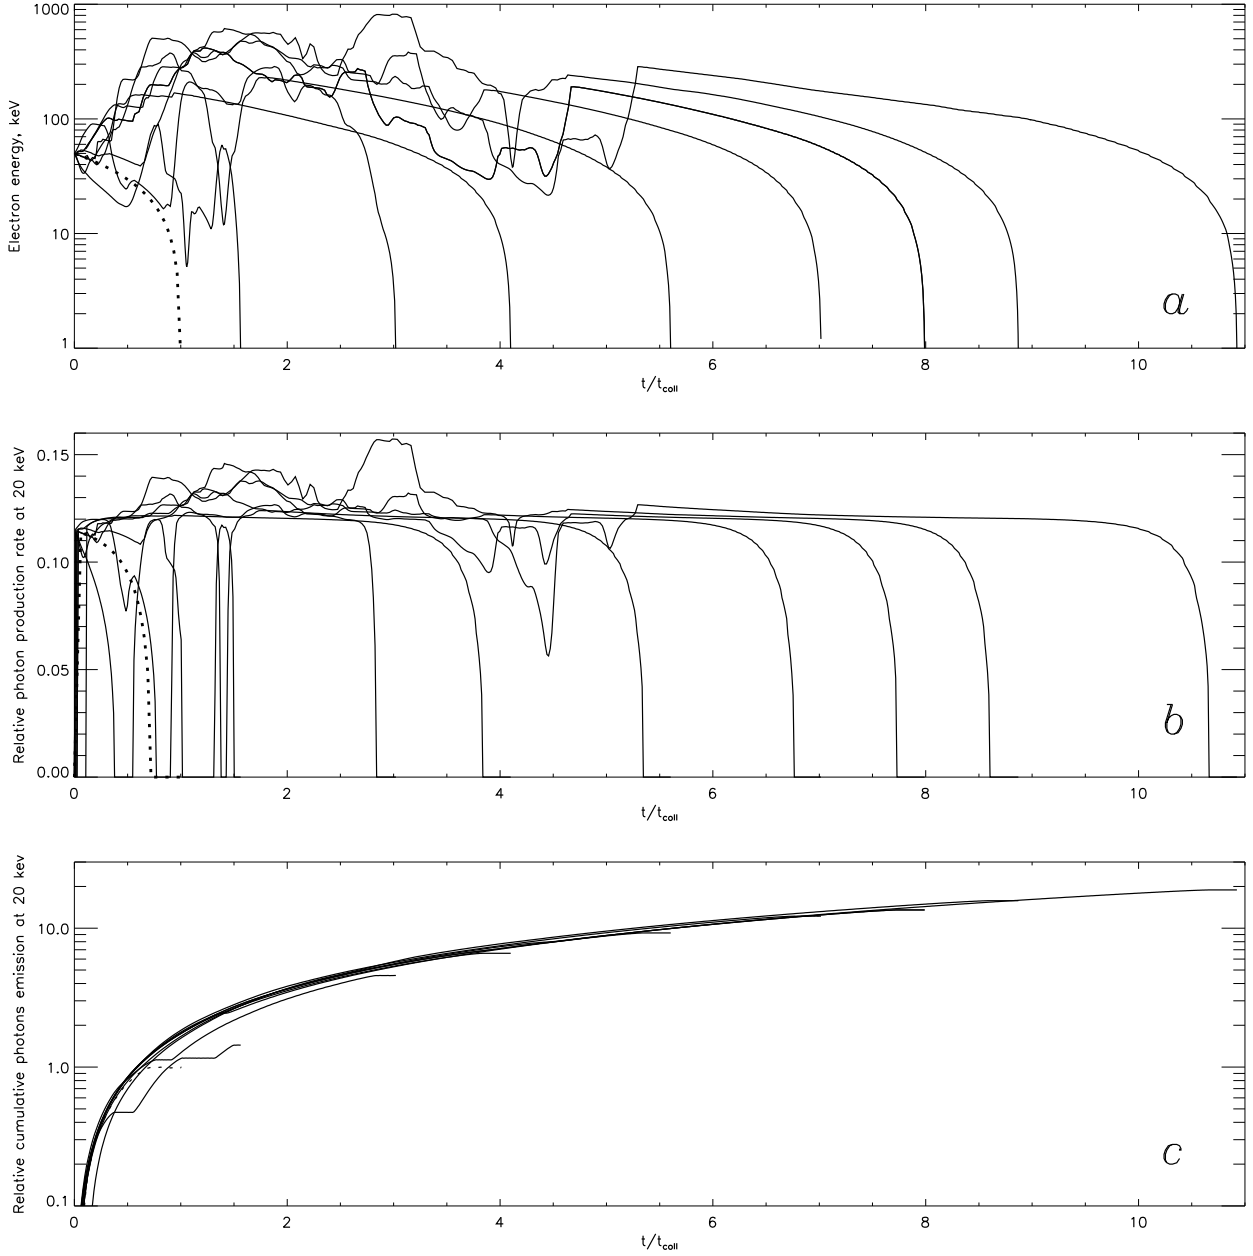 1000
100
10
1
Electron energy, keV
0 2 4 6 8 10
t/t_coll
a
0.15
0.10
0.05
0.00
Relative photon production rate at 20 keV
0 2 4 6 8 10
t/t_coll
b
10.0
1.0
0.1
Relative cumulative photons emission at 20 kev
0 2 4 6 8 10
t/t_coll
c